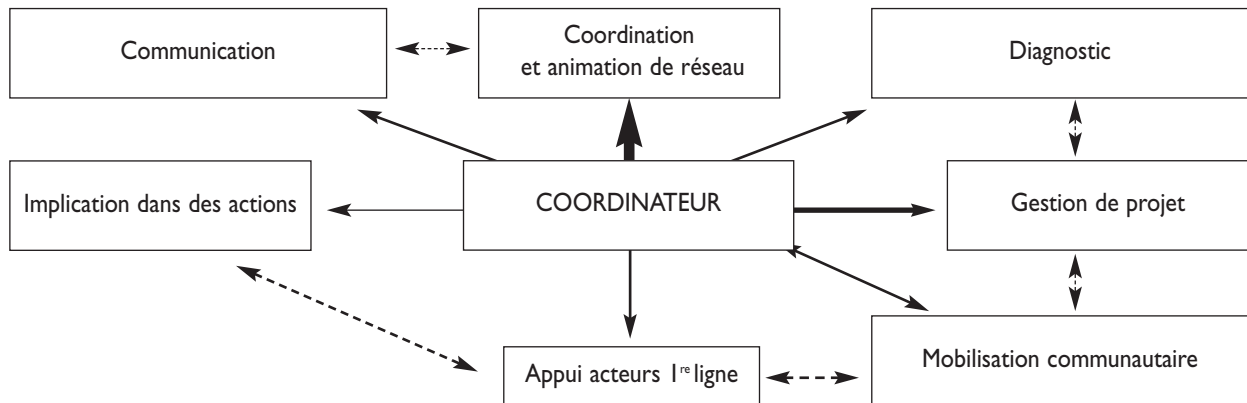 Communication
Coordination
et animation de réseau
Diagnostic
Implication dans des actions
COORDINATEUR
Gestion de projet
Appui acteurs 1re ligne
Mobilisation communautaire